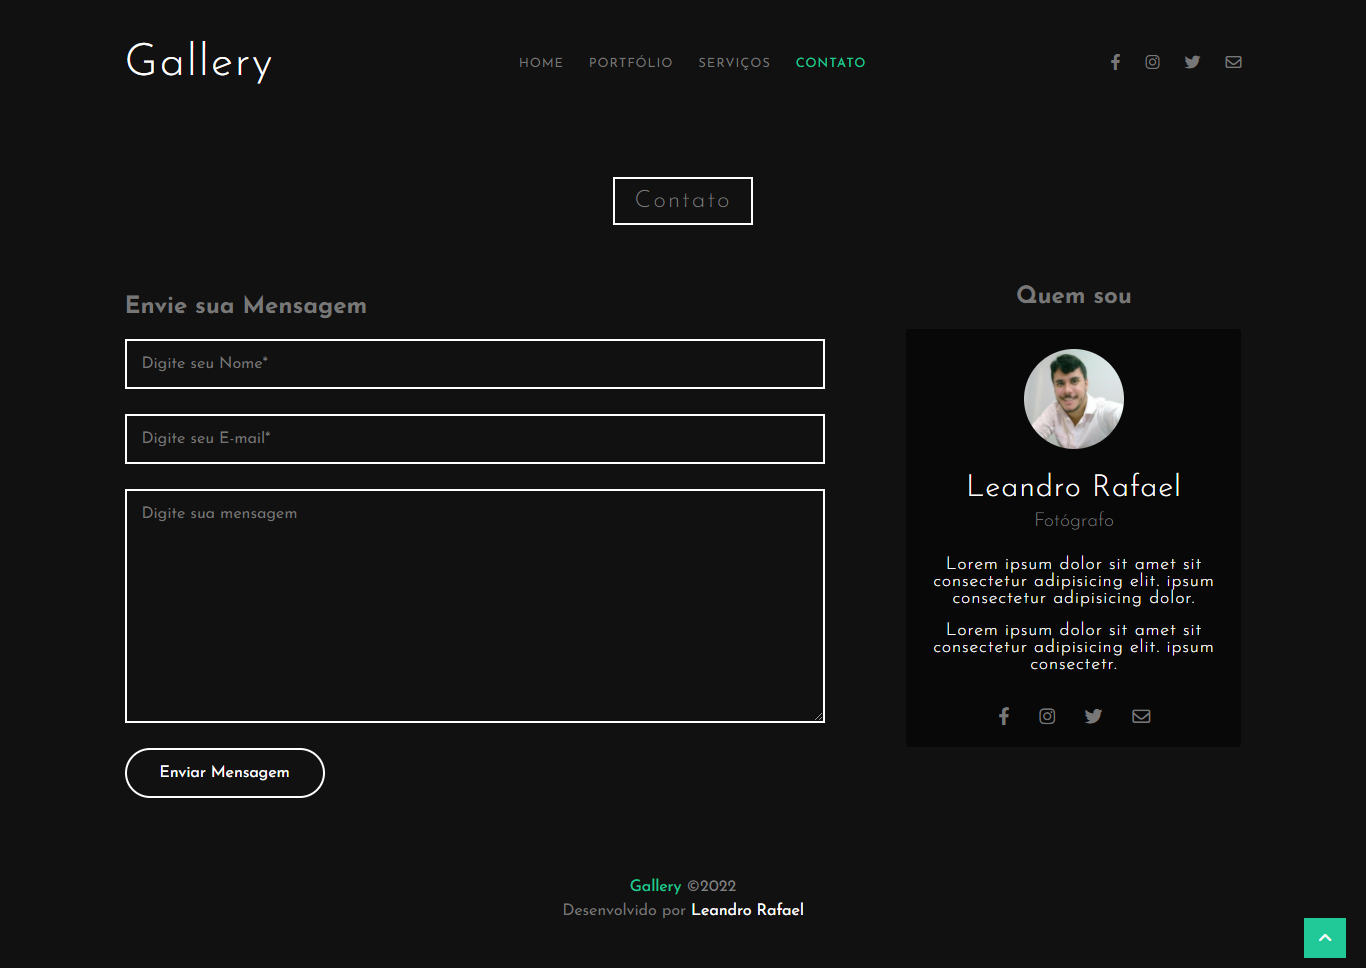 Gallery
HOME PORTFÓLIO SERVIÇOS CONTATO
Contato
Envie sua Mensagem
Digite seu Nome*
Digite seu E-mail*
Digite sua mensagem
Enviar Mensagem
Quem sou
Leandro Rafael
Fotógrafo
Lorem ipsum dolor sit amet sit
consectetur adipisicing elit. ipsum
consectetur adipisicing dolor.
Lorem ipsum dolor sit amet sit
consectetur adipisicing elit. ipsum
consectetr.
Gallery ©2022
Desenvolvido por Leandro Rafael